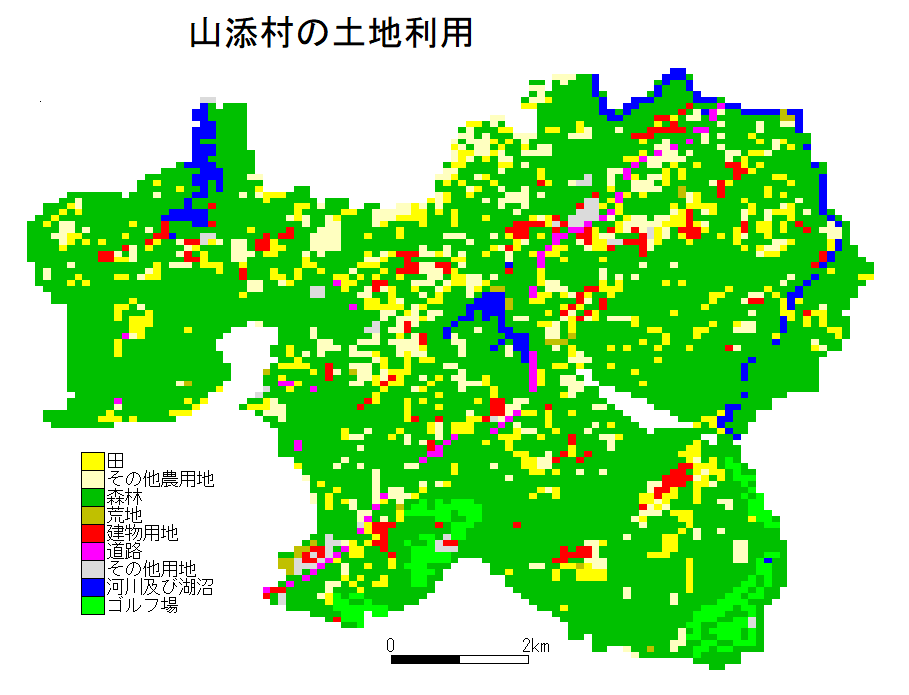 山添村の土地利用
田
その他農用地
森林
荒地
建物用地
道路
その他用地
河川及び湖沼
ゴルフ場
0 2km